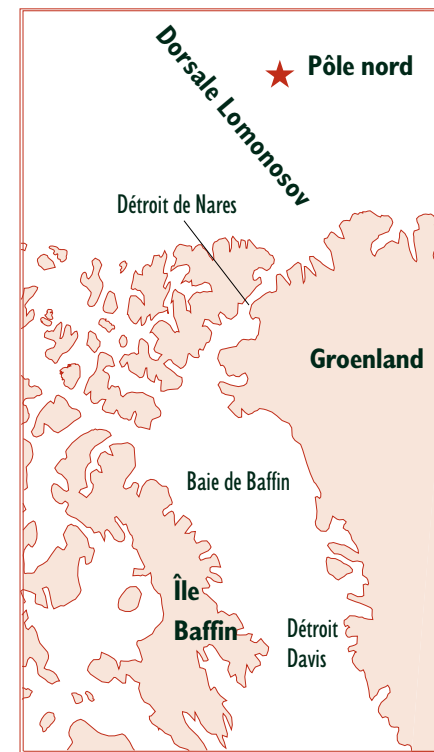 Dorsale Lomonosov
Pôle nord
Détroit de Nares
Groenland
Baie de Baffin
Île
Baffin
Détroit
Davis